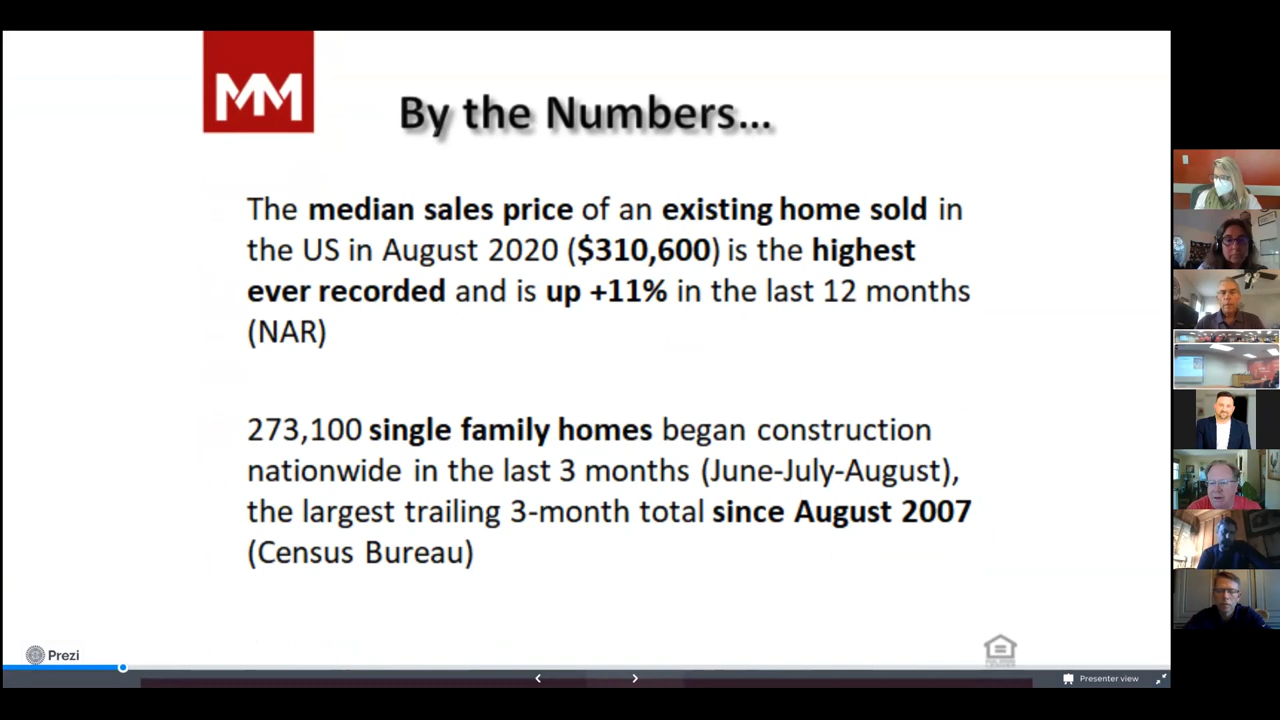 MM
By the Numbers...
The median sales price of an existing home sold in
the US in August 2020 ($310,600) is the highest
ever recorded and is up +11% in the last 12 months
(NAR)
273,100 single family homes began construction
nationwide in the last 3 months (June-July-August),
the largest trailing 3-month total since August 2007
(Census Bureau)
Prezi
Presenter view